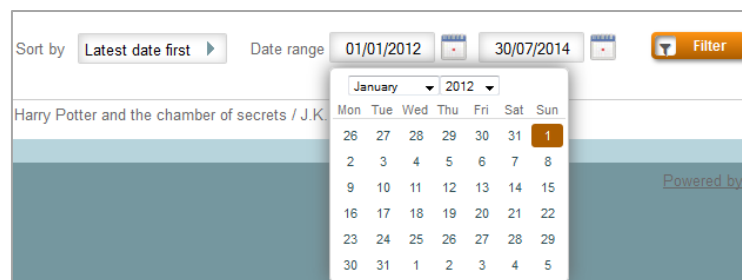 Sort by Latest date first Date range 01/01/2012 30/07/2014 Filter
January 2012
Mon Tue Wed Thu Fri Sat Sun
Harry Potter and the chamber of secrets / J.K.
26 27 28 29 30 31 1
2 3 4 5 6 7 8
9 10 11 12 13 14 15
Powered by
16 17 18 19 20 21 22
23 24 25 26 27 28 29
30 31 1 2 3 4 5